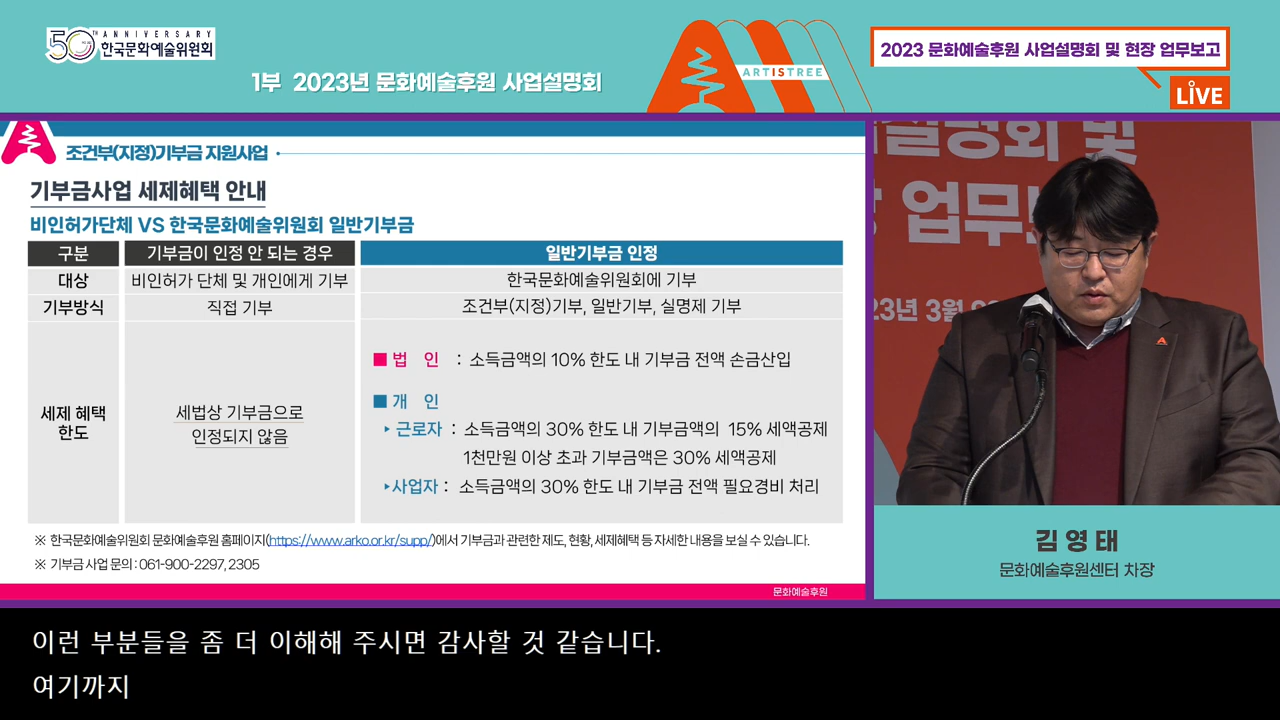 50TH ANNIVERSARY
한국문화예술위원회
1부 2023년 문화예술후원 사업설명회
ARTISTREE
2023 문화예술후원 사업설명회 및 현장 업무보고
LIVE
조건부(지정)기부금 지원사업
기부금사업 세제혜택 안내
비인허가단체 VS 한국문화예술위원회 일반기부금
구분 기부금이 인정 안 되는 경우 일반기부금 인정
대상 비인허가 단체 및 개인에게 기부 한국문화예술위원회에 기부
기부방식 직접 기부 조건부(지정)기부, 일반기부, 실명제 기부
세제 혜택
한도
세법상 기부금으로
인정되지 않음
■ 법 인 : 소득금액의 10% 한도 내 기부금 전액 손금산입
■ 개 인
▸ 근로자 : 소득금액의 30% 한도 내 기부금액의 15% 세액공제
1천만원 이상 초과 기부금액은 30% 세액공제
▸사업자 : 소득금액의 30% 한도 내 기부금 전액 필요경비 처리
※ 한국문화예술위원회 문화예술후원 홈페이지(https://www.arko.or.kr/supp/)에서 기부금과 관련한 제도, 현황, 세제혜택 등 자세한 내용을 보실 수 있습니다.
※ 기부금 사업 문의 : 061-900-2297, 2305
문화예술후원
설명회 및
업무보
23년 3월
김 영 태
문화예술후원센터 차장
이런 부분들을 좀 더 이해해 주시면 감사할 것 같습니다.
여기까지